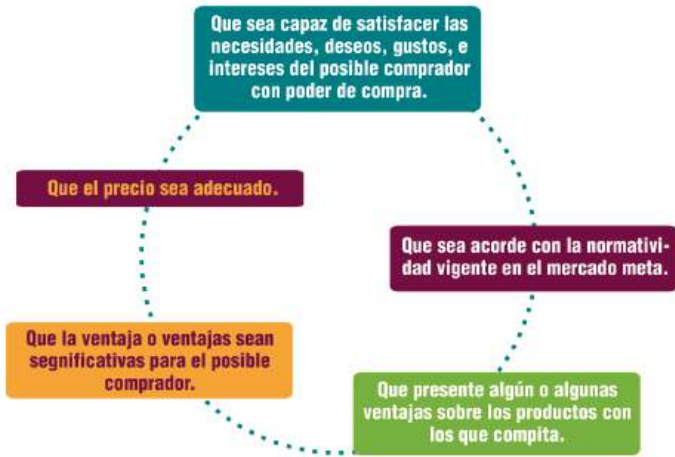 Que sea capaz de satisfacer las
necesidades, deseos, gustos, e
intereses del posible comprador
con poder de compra.
Que el precio sea adecuado.
Que sea acorde con la normativi-
dad vigente en el mercado meta.
Que la ventaja o ventajas sean
segnificativas para el posible
comprador.
Que presente algún o algunas
ventajas sobre los productos con
los que compita.